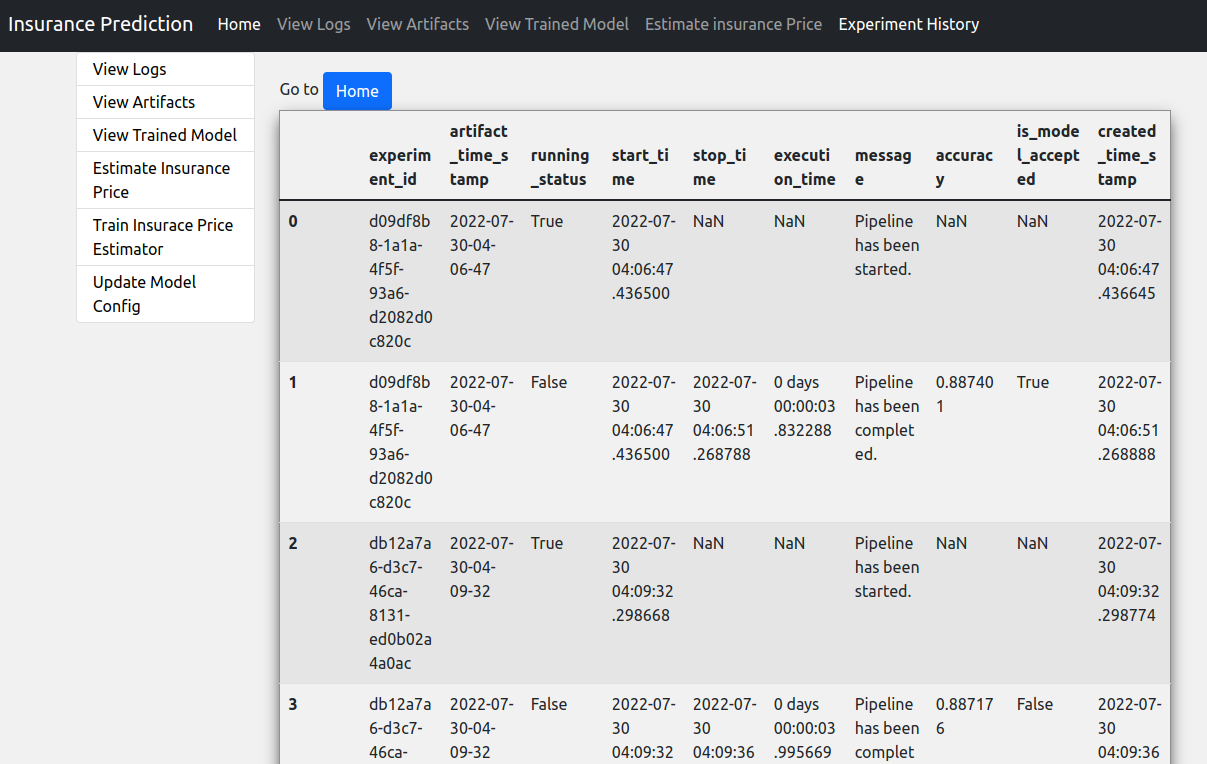 Insurance Prediction Home View Logs View Artifacts View Trained Model Estimate insurance Price Experiment History
View Logs
View Artifacts
View Trained Model
Estimate Insurance
Price
Train Insurace Price
Estimator
Update Model
Config
Go to Home
artifact is_mode created
experim _time_s running start_ti stop_ti executi messag accurac l_accept _time_s
ent_id tamp _status me me on_time e y ed tamp
0 d09df8b 2022-07- True 2022-07- NaN NaN Pipeline NaN NaN 2022-07-
8-1a1a- 30-04- 30 has been 30
4f5f- 06-47 04:06:47 started. 04:06:47
93a6- .436500 .436645
d2082d0
c820c
1 d09df8b 2022-07- False 2022-07- 2022-07- 0 days Pipeline 0.88740 True 2022-07-
8-1a1a- 30-04- 30 30 00:00:03 has been 1 30
4f5f- 06-47 04:06:47 04:06:51 .832288 complet 04:06:51
93a6- .436500 .268788 ed. .268888
d2082d0
c820c
2 db12a7a 2022-07- True 2022-07- NaN NaN Pipeline NaN NaN 2022-07-
6-d3c7- 30-04- 30 has been 30
46ca- 09-32 04:09:32 started. 04:09:32
8131- .298668 .298774
ed0b02a
4a0ac
3 db12a7a 2022-07- False 2022-07- 2022-07- 0 days Pipeline 0.88717 False 2022-07-
6-d3c7- 30-04- 30 30 00:00:03 has been 6 30
46ca- 09-32 04:09:32 04:09:36 .995669 complet 04:09:36